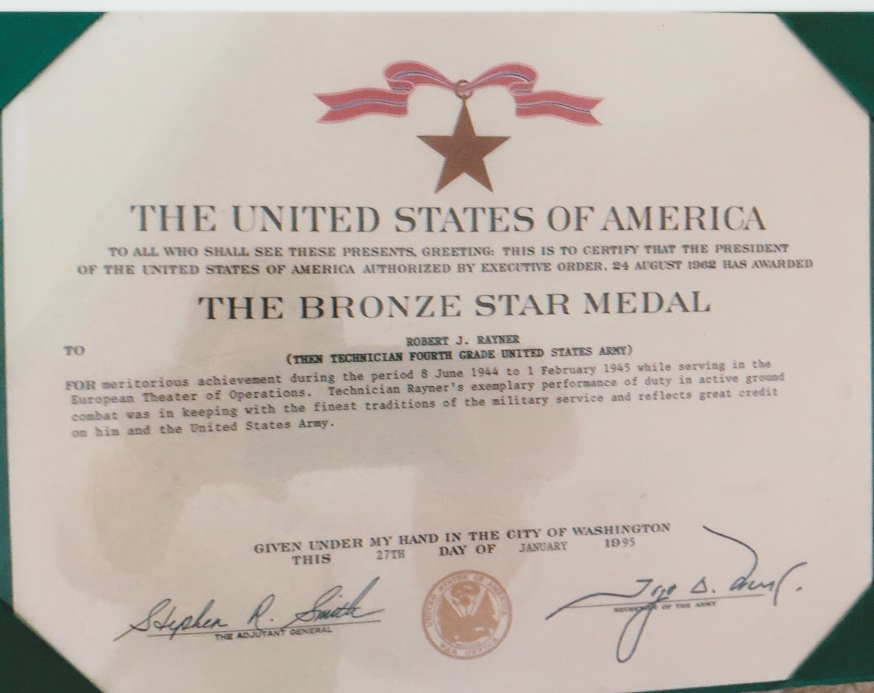 THE UNITED STATES OF AMERICA
TO ALL WHO SHALL SEE THESE PRESENTS, GREETING: THIS IS TO CERTIFY THAT THE PRESIDENT
OF THE UNITED STATES OF AMERICA AUTHORIZED BY EXECUTIVE ORDER, 24 AUGUST 1962 HAS AWARDED
THE BRONZE STAR MEDAL
TO ROBERT J. RAYNER
(THEN TECHNICIAN FOURTH GRADE UNITED STATES ARMY)
FOR meritorious achievement during the period 8 June 1944 to 1 February 1945 while serving in the
European Theater of Operations. Technician Rayner's exemplary performance of duty in active ground
combat was in keeping with the finest traditions of the military service and reflects great credit
on him and the United States Army.
GIVEN UNDER MY HAND IN THE CITY OF WASHINGTON
THIS 27TH DAY OF JANUARY 1995
Stephen R. Smith
THE ADJUTANT GENERAL
UNITED STATES OF AMERICA
WAR OFFICE
SECRETARY OF THE ARMY